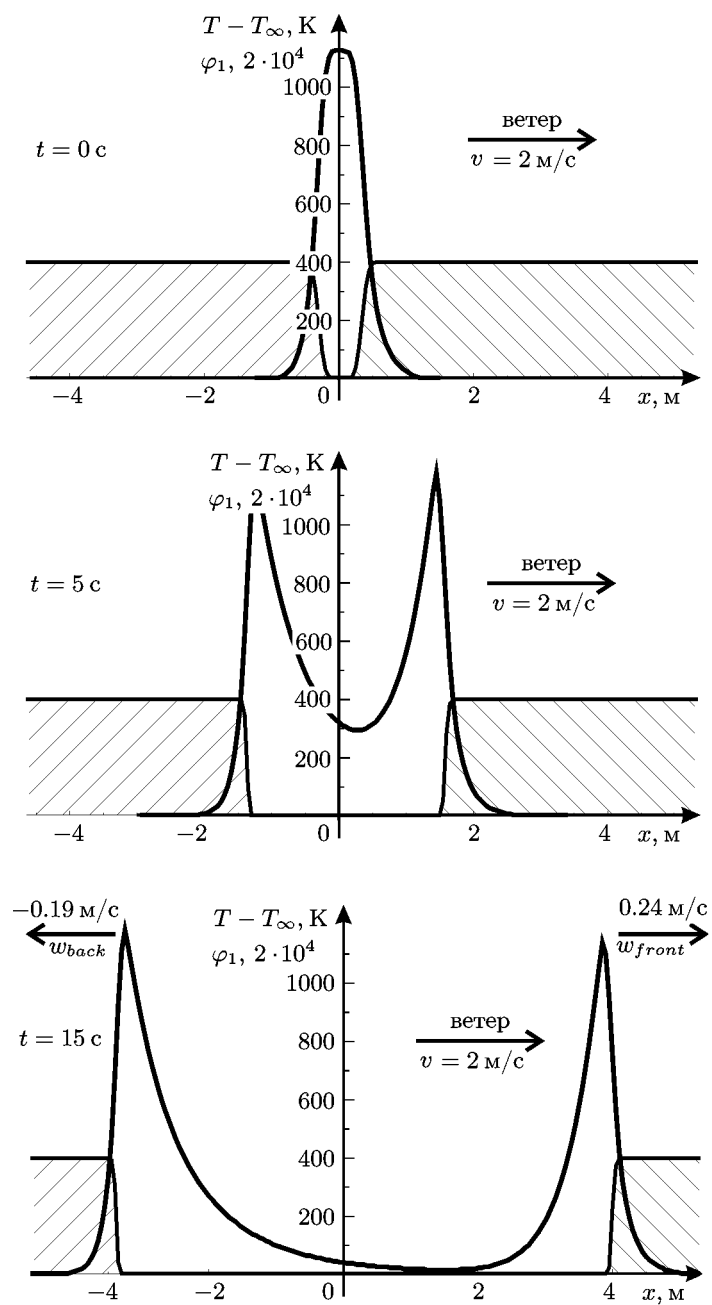 T − T∞, K
φ₁, 2·10⁴
1000
ветер
t = 0 с
800
v = 2 м/с
600
400
200
−4 −2 0 2 4 x, м
T − T∞, K
φ₁, 2·10⁴
1000
ветер
t = 5 с
800
v = 2 м/с
600
400
200
−4 −2 0 2 4 x, м
−0.19 м/с
T − T∞, K
0.24 м/с
w_back
φ₁, 2·10⁴
w_front
1000
ветер
t = 15 с
800
v = 2 м/с
600
400
200
−4 −2 0 2 4 x, м